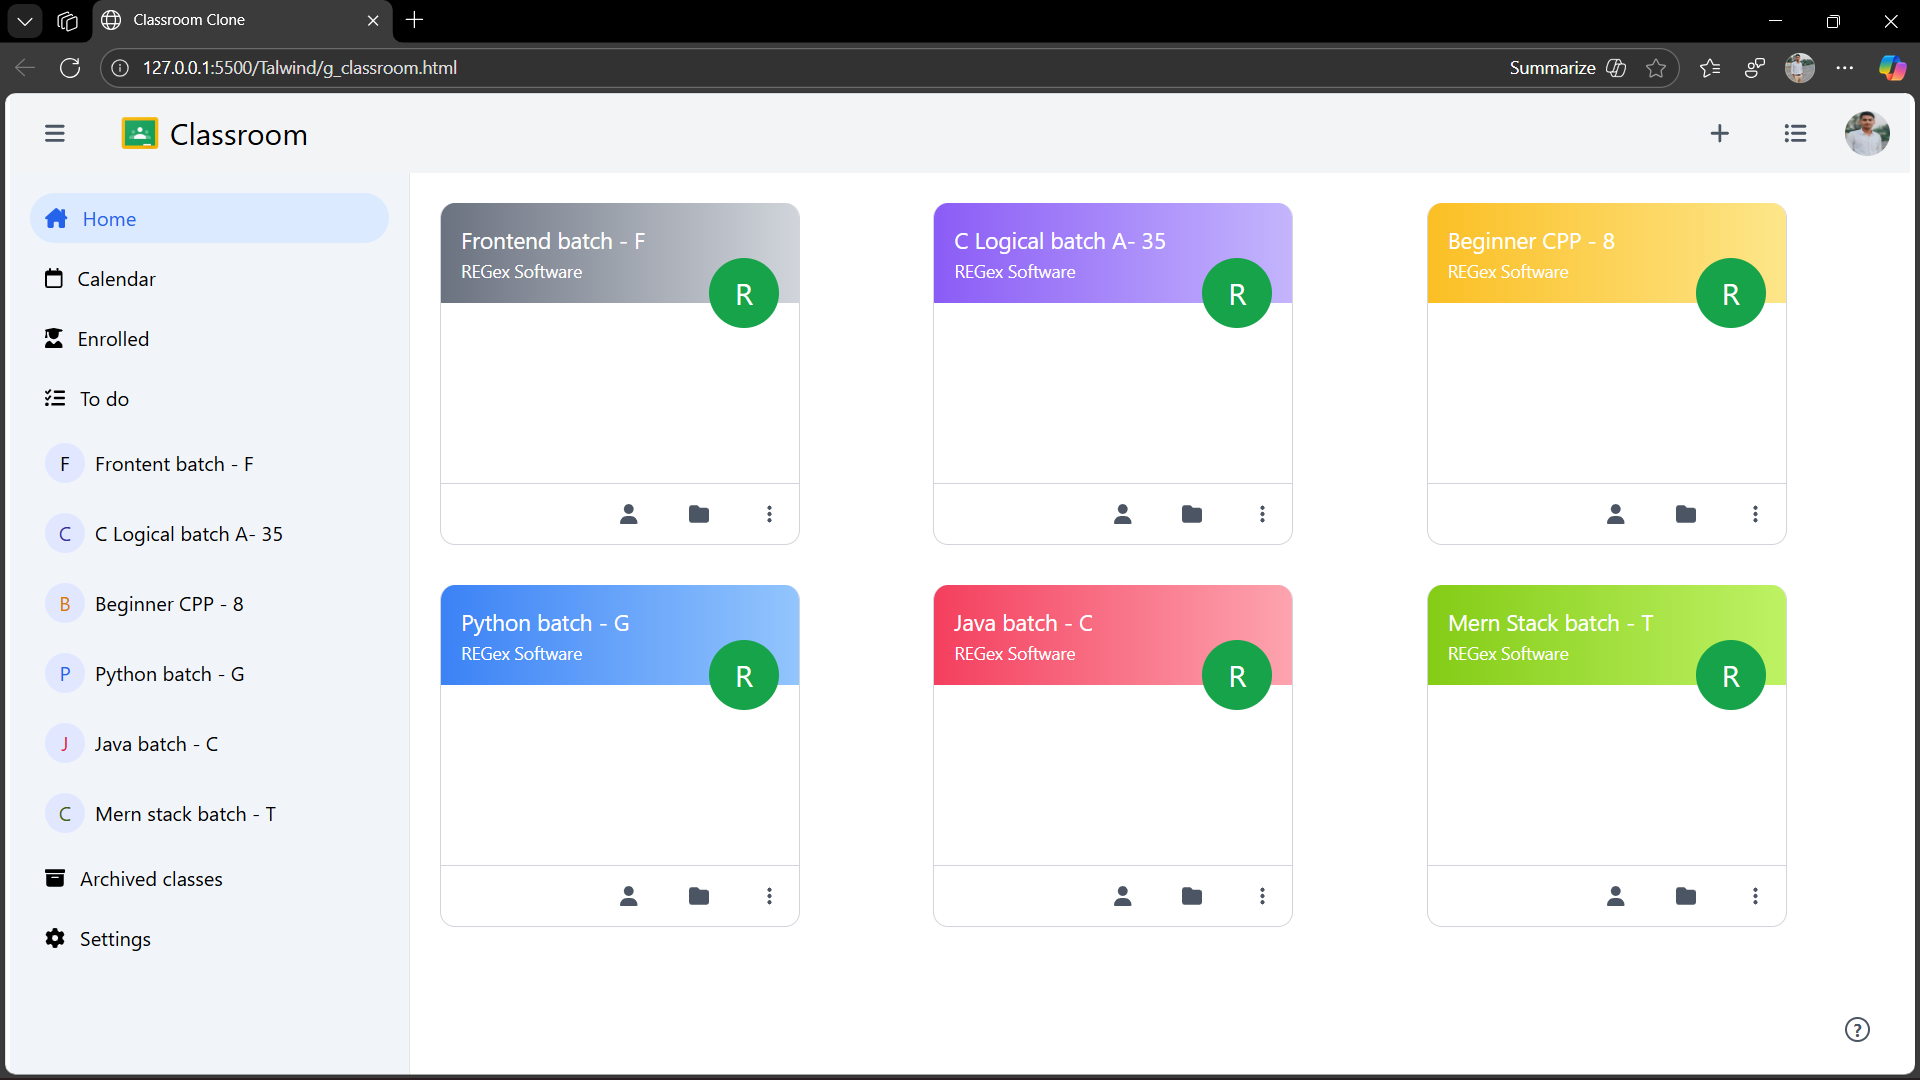 Classroom Clone
127.0.0.1:5500/Talwind/g_classroom.html
Summarize
Classroom
Home
Calendar
Enrolled
To do
F Frontent batch - F
C C Logical batch A- 35
B Beginner CPP - 8
P Python batch - G
J Java batch - C
C Mern stack batch - T
Archived classes
Settings
Frontend batch - F
REGex Software
R
C Logical batch A- 35
REGex Software
R
Beginner CPP - 8
REGex Software
R
Python batch - G
REGex Software
R
Java batch - C
REGex Software
R
Mern Stack batch - T
REGex Software
R
?